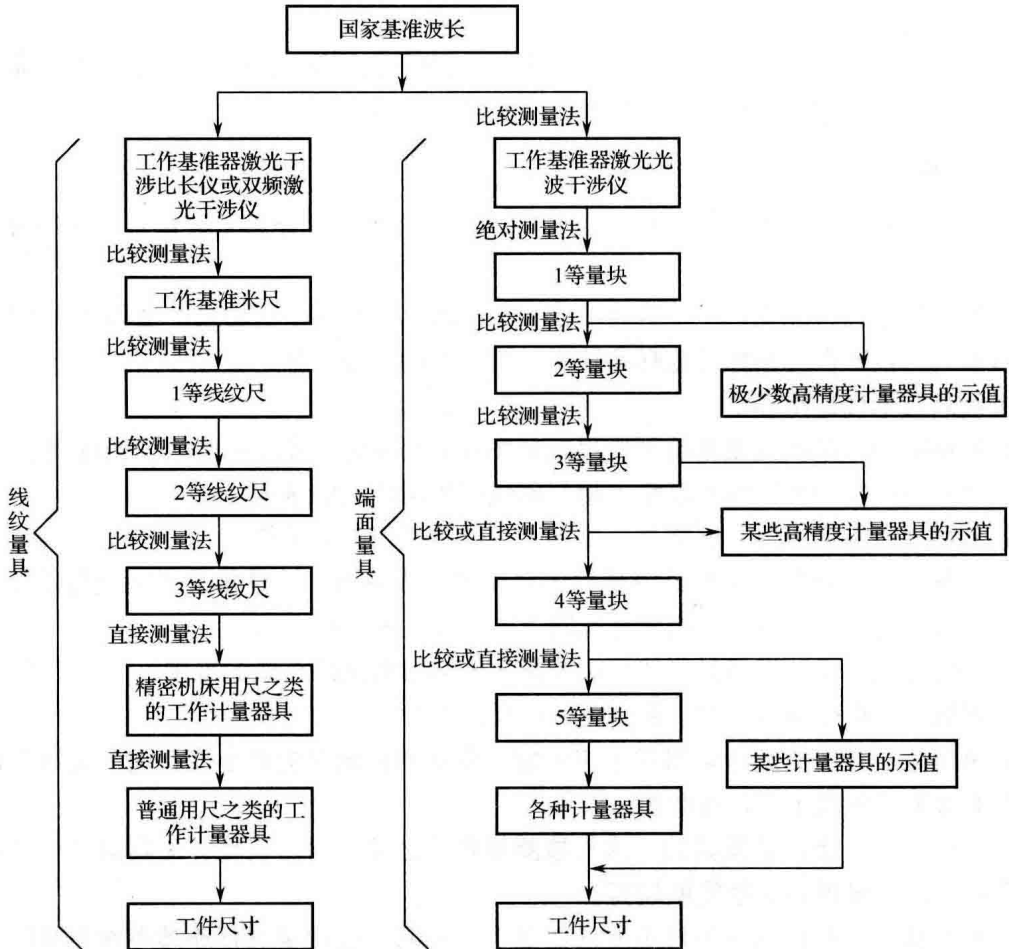 国家基准波长
比较测量法
工作基准器激光干
涉比长仪或双频激
光干涉仪
工作基准器激光光
波干涉仪
比较测量法
绝对测量法
工作基准米尺
1等量块
比较测量法
比较测量法
1等线纹尺
2等量块
极少数高精度计量器具的示值
比较测量法
比较测量法
2等线纹尺
3等量块
线纹量具
端面量具
比较测量法
比较或直接测量法
某些高精度计量器具的示值
3等线纹尺
4等量块
直接测量法
比较或直接测量法
精密机床用尺之类
的工作计量器具
5等量块
直接测量法
某些计量器具的示值
普通用尺之类的工
作计量器具
各种计量器具
工件尺寸
工件尺寸